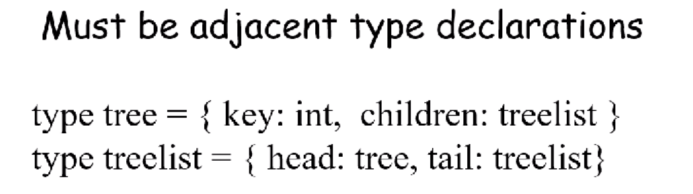 Must be adjacent type declarations
type tree = { key: int, children: treelist }
type treelist = { head: tree, tail: treelist}